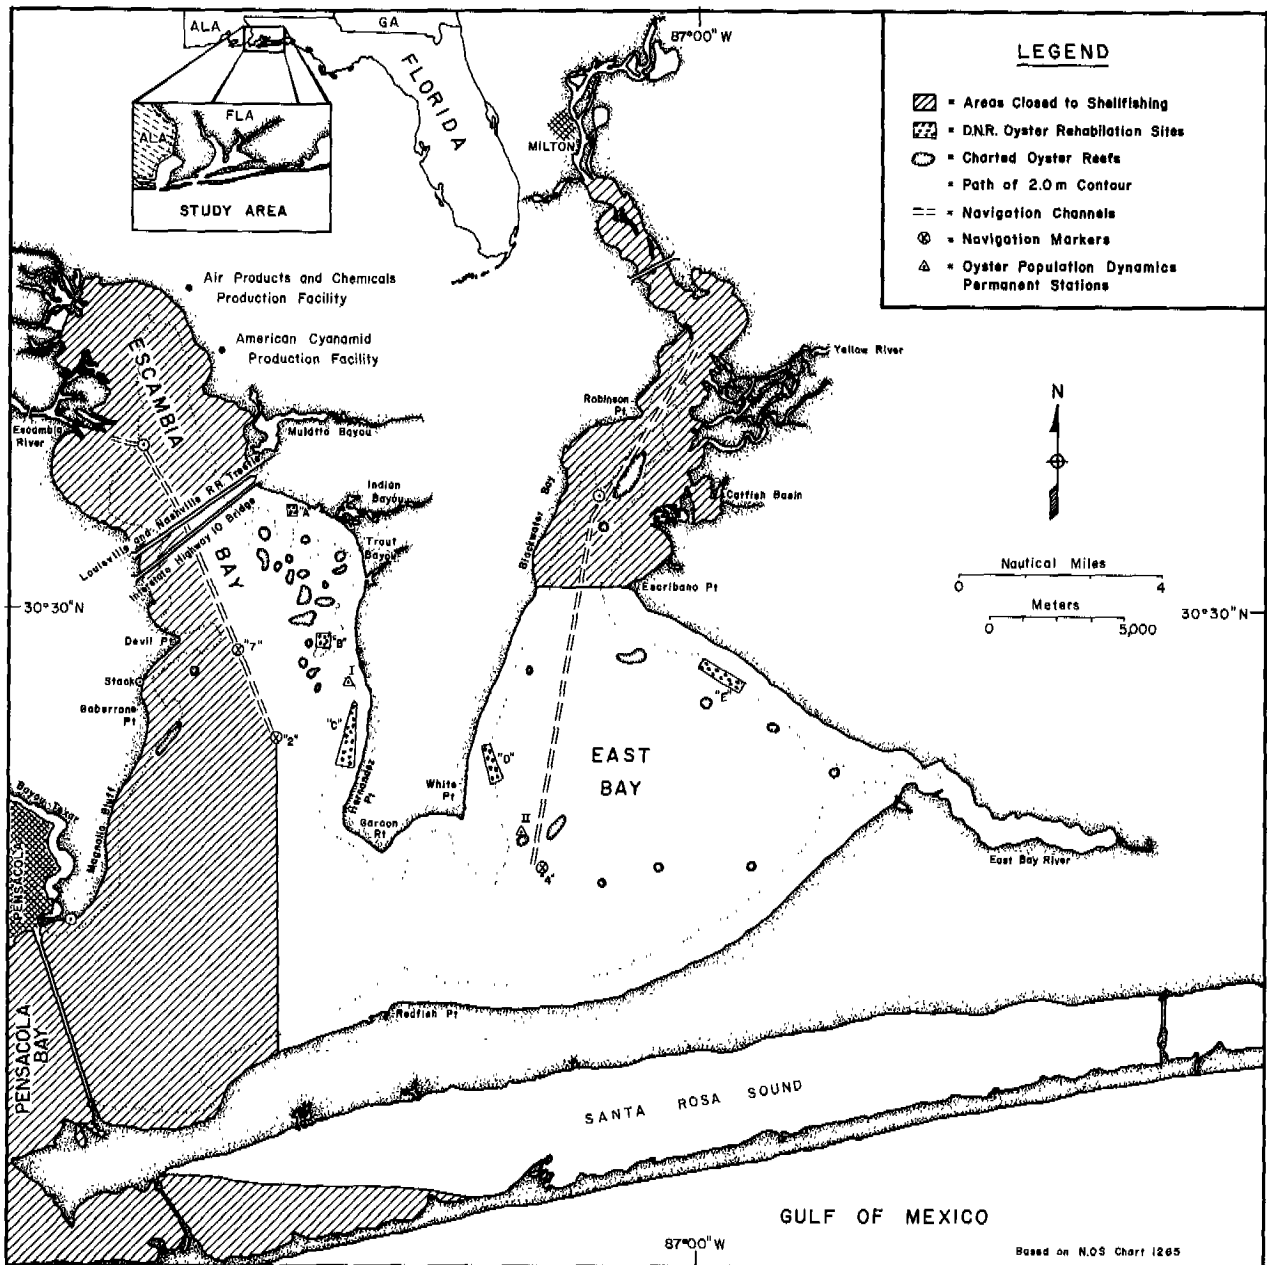 ALA
GA
FLORIDA
87°00" W
ALA
FLA
STUDY AREA
MILTON
LEGEND
= Areas Closed to Shellfishing
= D.N.R. Oyster Rehabilation Sites
= Charted Oyster Reefs
= Path of 2.0 m Contour
= Navigation Channels
= Navigation Markers
= Oyster Population Dynamics
Permanent Stations
Air Products and Chemicals
Production Facility
American Cyanamid
Production Facility
ESCAMBIA
BAY
Escambia
River
Mulatto Bayou
Louisville and Nashville R.R. Trestle
Interstate Highway 10 Bridge
Indian
Bayou
Trout
Bayou
"A"
Yellow River
Robinson
Pt.
Blackwater Bay
Catfish Basin
Escribano Pt
N
Nautical Miles
0 4
Meters
0 5,000
30°30" N
30°30" N
Devil Pt
"7"
"B"
I
Stack
Gaberrone
Pt
"2"
"C"
Hernandez
Pt
Garcon
Pt
White
Pt
"D"
"E"
EAST
BAY
II
"A"
East Bay River
Bayou Texar
Magnolia Bluff
PENSACOLA
PENSACOLA
BAY
Redfish Pt
SANTA ROSA SOUND
GULF OF MEXICO
87°00" W
Based on N.O.S Chart 1265